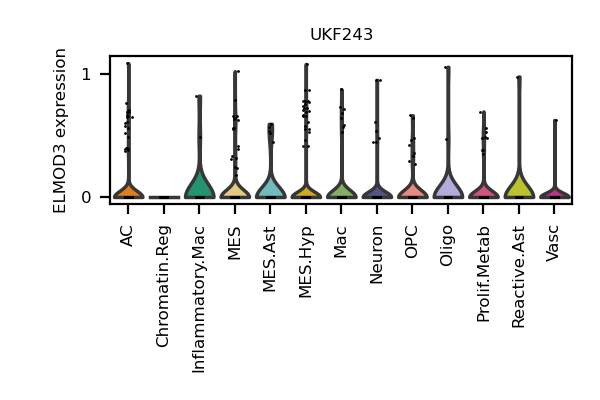 UKF243
ELMOD3 expression
1
0
AC
Chromatin.Reg
Inflammatory.Mac
MES
MES.Ast
MES.Hyp
Mac
Neuron
OPC
Oligo
Prolif.Metab
Reactive.Ast
Vasc